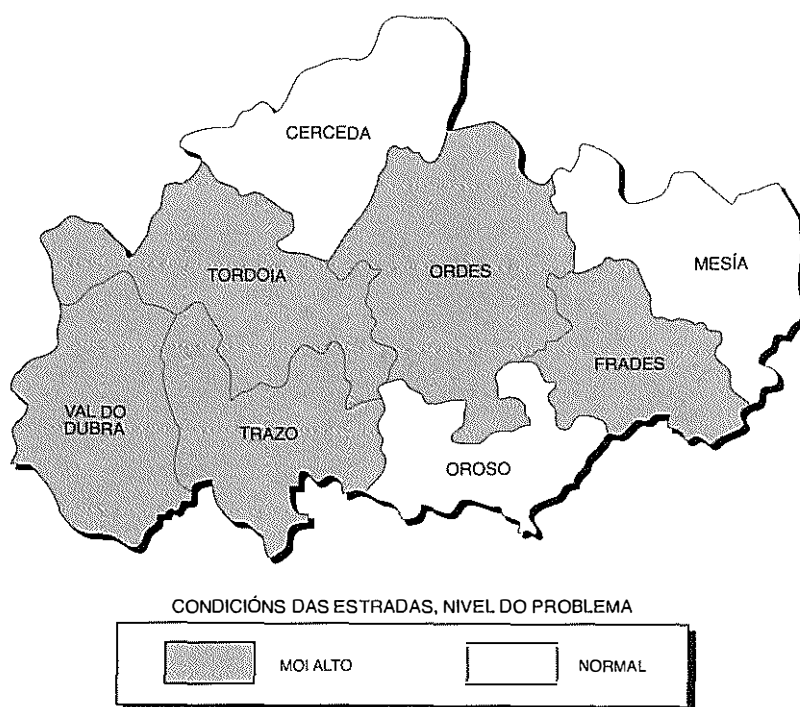 CERCEDA
MESÍA
TORDOIA
ORDES
FRADES
VAL DO
DUBRA
TRAZO
OROSO
CONDICIÓNS DAS ESTRADAS, NIVEL DO PROBLEMA
MOI ALTO
NORMAL